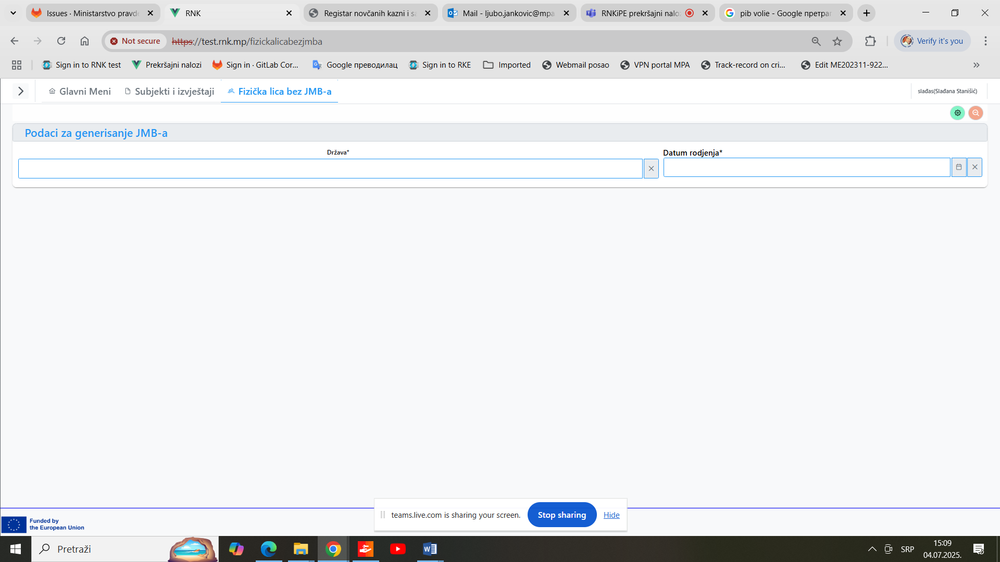 Issues · Ministarstvo pravde
RNK
Registar novčanih kazni i sa
Mail - ljubo.jankovic@mpa
RNKiPE prekršajni nalo
pib volie - Google претраг
Not secure
https://test.rnk.mp/fizickalicabezjmba
Verify it's you
Sign in to RNK test
Prekršajni nalozi
Sign in · GitLab Cor...
Google преводилац
Sign in to RKE
Imported
Webmail posao
VPN portal MPA
Track-record on cri...
Edit ME202311-922...
Glavni Meni
Subjekti i izvještaji
Fizička lica bez JMB-a
slađas(Slađana Stanišić)
Podaci za generisanje JMB-a
Država*
Datum rodjenja*
teams.live.com is sharing your screen.
Stop sharing
Hide
Funded by
the European Union
Pretraži
SRP
15:09
04.07.2025.